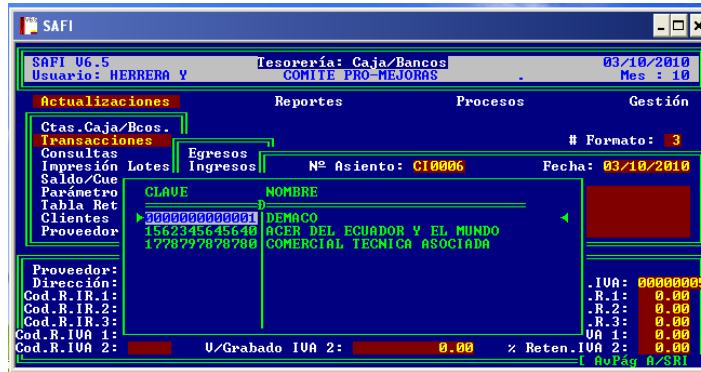 SAFI
SAFI V6.5 Tesorería: Caja/Bancos 03/10/2010
Usuario: HERRERA Y COMITE PRO-MEJORAS . Mes : 10
Actualizaciones Reportes Procesos Gestión
Ctas.Caja/Bcos.
Transacciones # Formato: 3
Consultas Egresos
Impresión Lotes Ingresos Nº Asiento: CI0006 Fecha: 03/10/2010
Saldo/Cue
Parámetro CLAVE NOMBRE
Tabla Ret D
Clientes 0000000000001 DEMACO
Proveedor 1562345645640 ACER DEL ECUADOR Y EL MUNDO
1778797878780 COMERCIAL TECNICA ASOCIADA
Proveedor:
Dirección: .IVA: 00000005
Cod.R.IR.1: .R.1: 0.00
Cod.R.IR.2: .R.2: 0.00
Cod.R.IR.3: .R.3: 0.00
Cod.R.IVA 1: VA 1: 0.00
Cod.R.IVA 2: V/Grabado IVA 2: 0.00 % Reten.IVA 2: 0.00
[ AvPág A/SRI